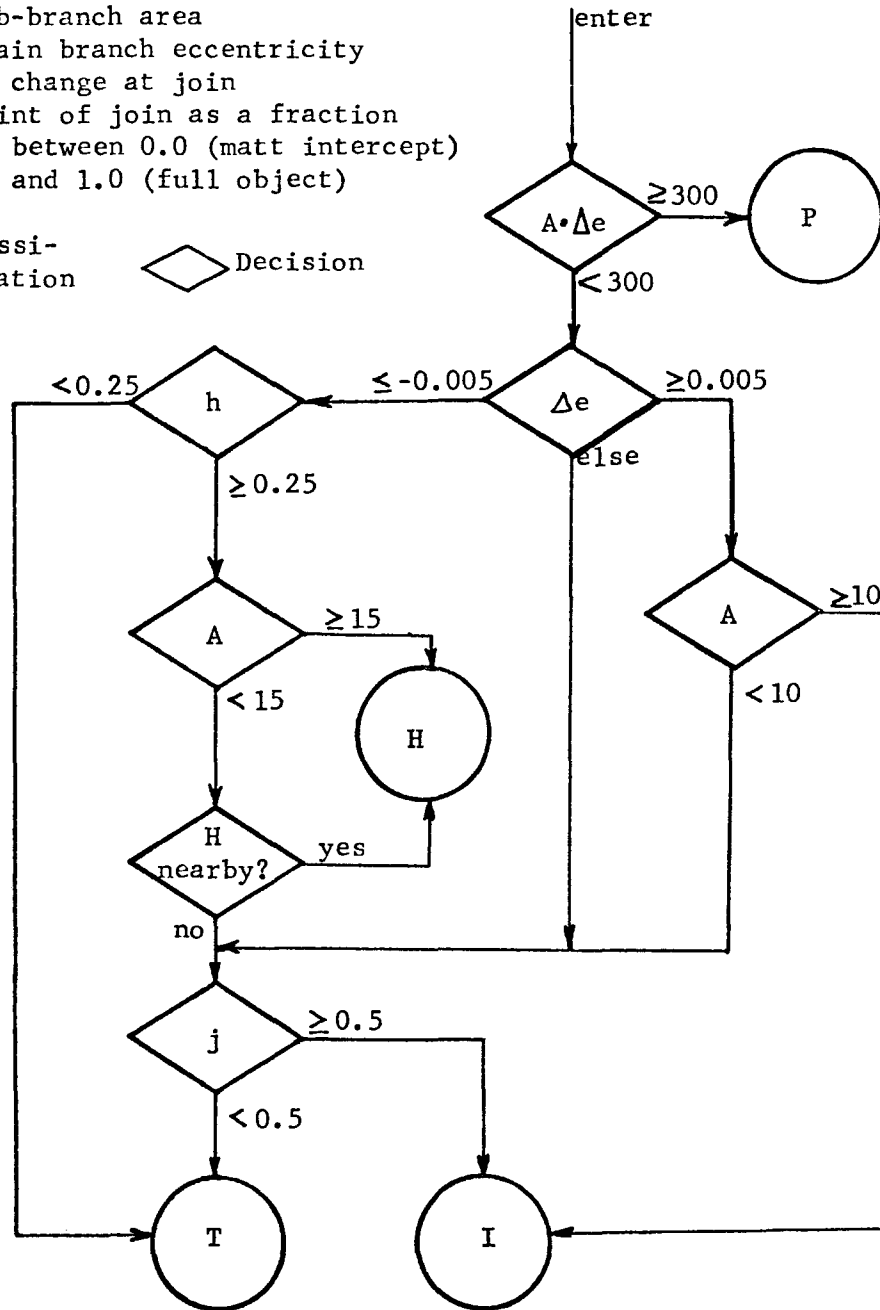 b-branch area
ain branch eccentricity
change at join
int of join as a fraction
between 0.0 (matt intercept)
and 1.0 (full object)
ssi-
ation
Decision
enter
A•Δe
≥300
P
<300
<0.25
h
≤-0.005
Δe
≥0.005
else
≥0.25
A
≥15
<15
H
A
≥10
<10
H
nearby?
yes
no
j
≥0.5
<0.5
T
I